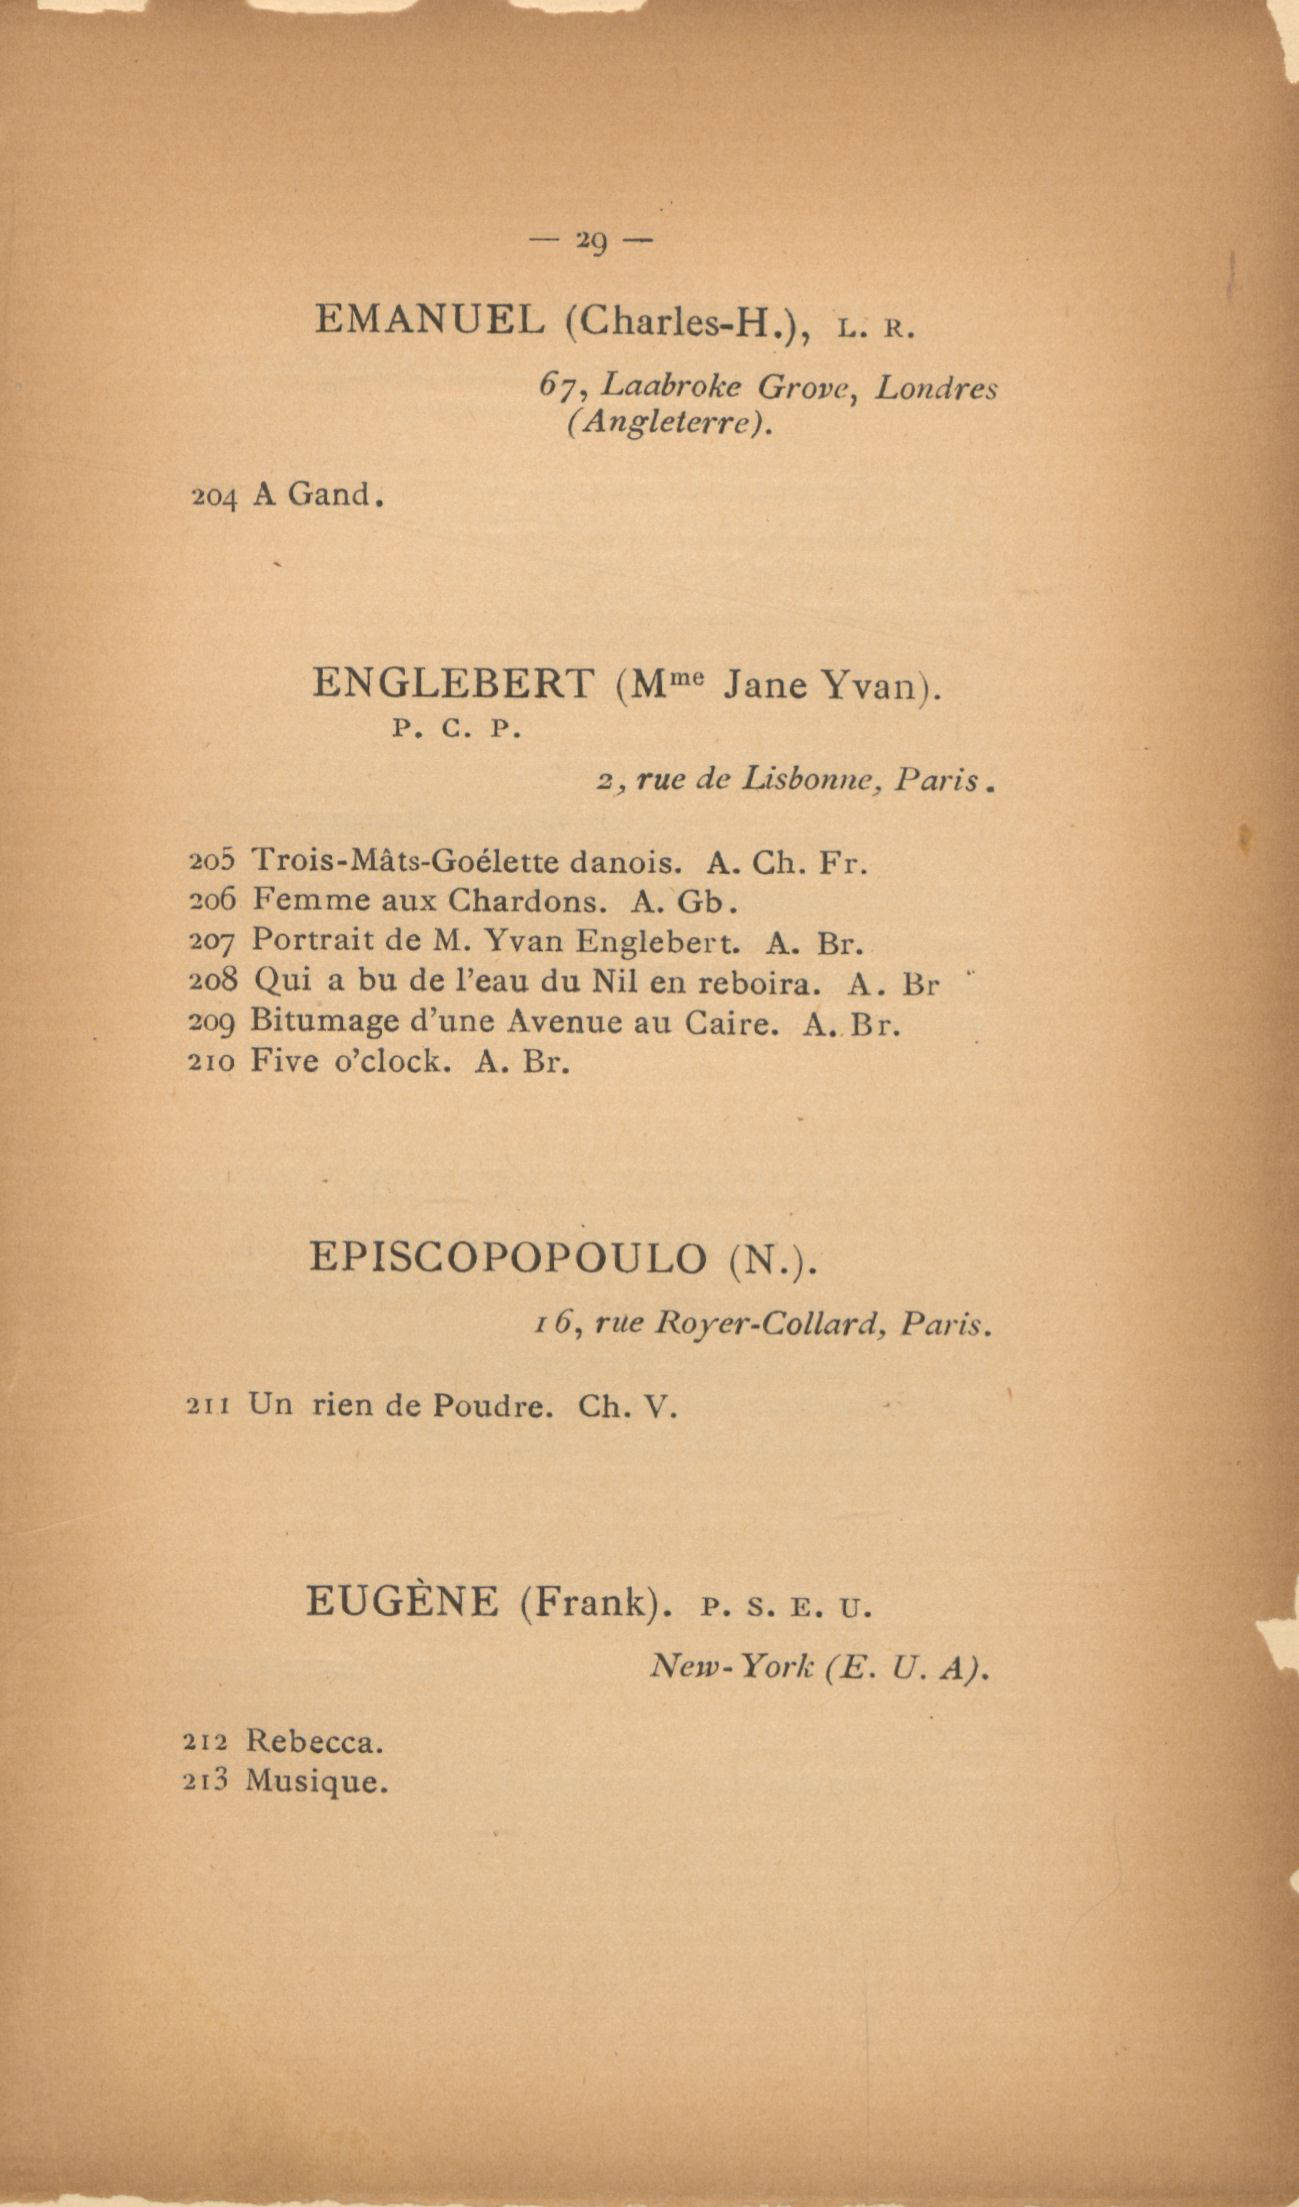 — 29 —
EMANUEL (Charles-H.), L. R.
67, Laabroke Grove, Londres
(Angleterre).
204 A Gand.
ENGLEBERT (Mme Jane Yvan).
P. C. P.
2, rue de Lisbonne, Paris.
205 Trois-Mâts-Goélette danois. A. Ch. Fr.
206 Femme aux Chardons. A. Gb.
207 Portrait de M. Yvan Englebert. A. Br.
208 Qui a bu de l'eau du Nil en reboira. A. Br
209 Bitumage d'une Avenue au Caire. A. Br.
210 Five o'clock. A. Br.
EPISCOPOPOULO (N.).
16, rue Royer-Collard, Paris.
211 Un rien de Poudre. Ch. V.
EUGÈNE (Frank). P. S. E. U.
New-York (E. U. A).
212 Rebecca.
213 Musique.